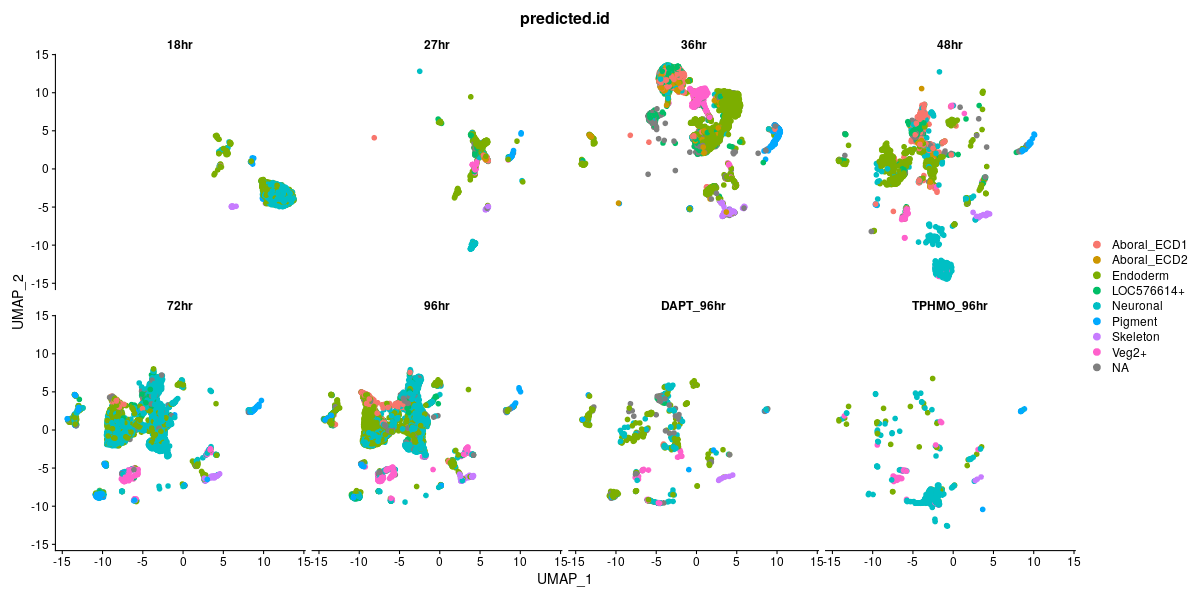 predicted.id
18hr 27hr 36hr 48hr
15
10
5
0
-5
-10
-15
UMAP_2
72hr 96hr DAPT_96hr TPHMO_96hr
15
10
5
0
-5
-10
-15
-15 -10 -5 0 5 10 15 -15 -10 -5 0 5 10 15 -15 -10 -5 0 5 10 15 -15 -10 -5 0 5 10 15
UMAP_1
Aboral_ECD1
Aboral_ECD2
Endoderm
LOC576614+
Neuronal
Pigment
Skeleton
Veg2+
NA